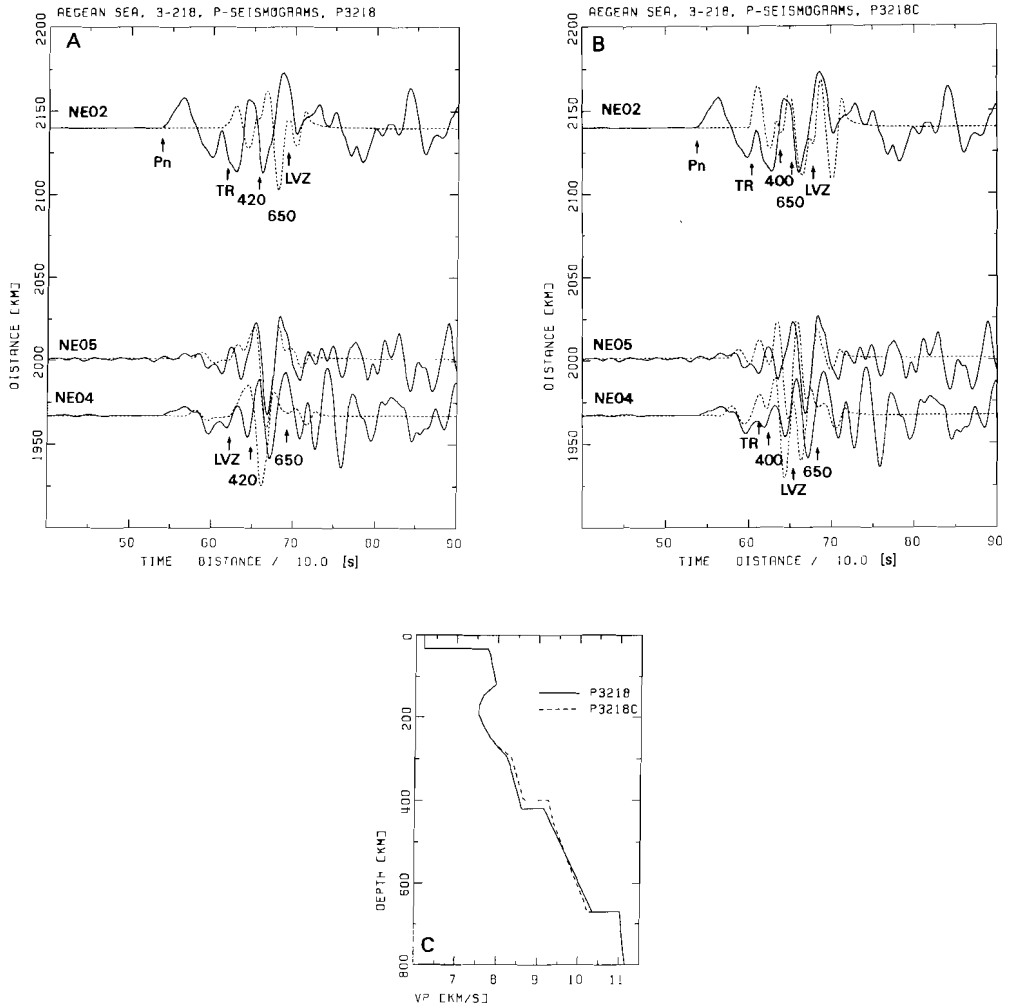 AEGEAN SEA, 3-218, P-SEISMOGRAMS, P3218
A
2200
2150
2100
2050
2000
1950
DISTANCE [KM]
NE02
Pn
TR
420
650
LVZ
NE05
NE04
LVZ
420
650
50 60 70 80 90
TIME DISTANCE / 10.0 [s]
AEGEAN SEA, 3-218, P-SEISMOGRAMS, P3218C
B
2200
2150
2100
2050
2000
1950
DISTANCE [KM]
NE02
Pn
TR
400
650
LVZ
NE05
NE04
TR
400
LVZ
650
50 60 70 80 90
TIME DISTANCE / 10.0 [s]
0
200
400
600
800
DEPTH [KM]
P3218
P3218C
C
7 8 9 10 11
VP [KM/S]